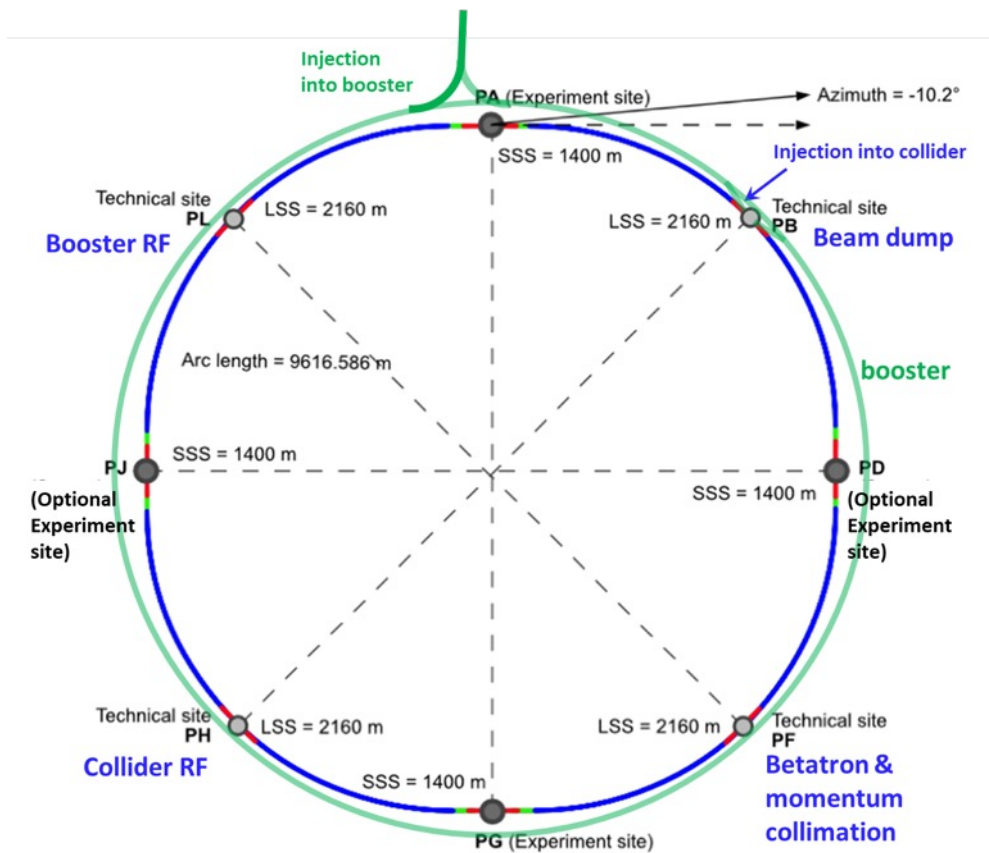 Injection
into booster
PA (Experiment site)
Azimuth = -10.2°
SSS = 1400 m
Injection into collider
Technical site
PL
LSS = 2160 m
Booster RF
LSS = 2160 m
Technical site
PB
Beam dump
Arc length = 9616.586 m
booster
PJ
SSS = 1400 m
(Optional
Experiment
site)
PD
SSS = 1400 m
(Optional
Experiment
site)
Technical site
PH
LSS = 2160 m
Collider RF
LSS = 2160 m
Technical site
PF
Betatron &
momentum
collimation
SSS = 1400 m
PG (Experiment site)